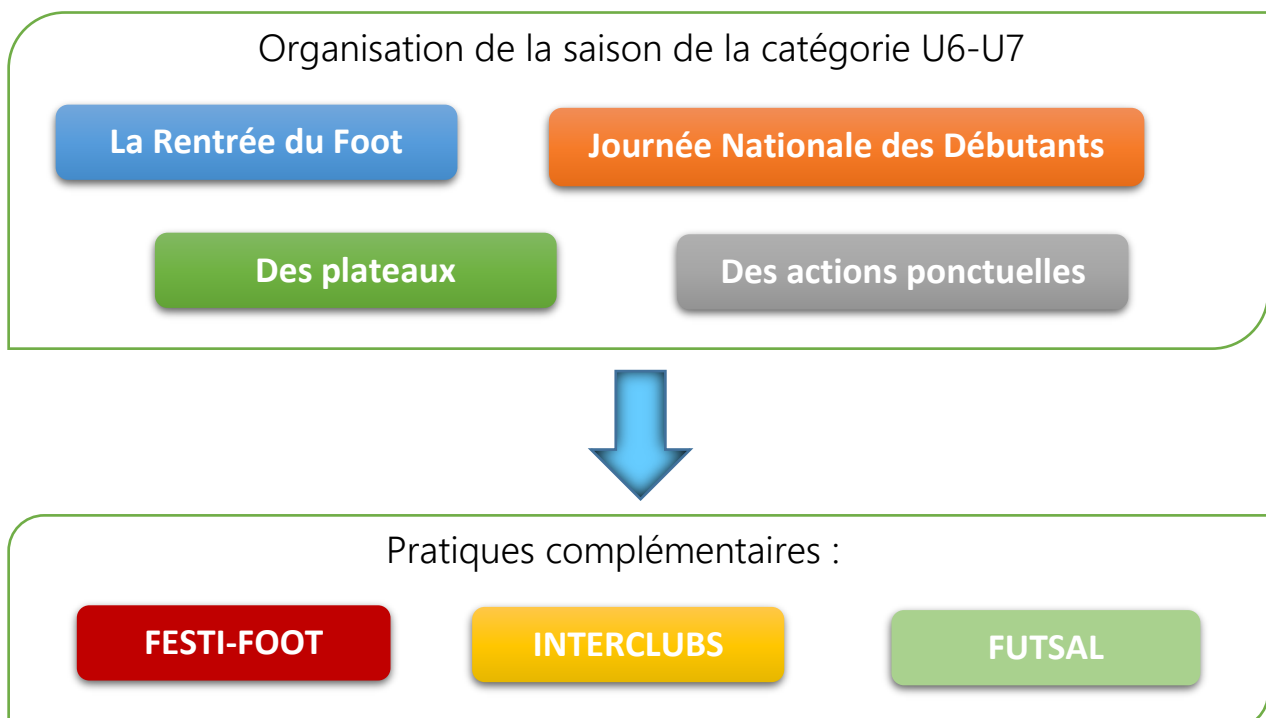 Organisation de la saison de la catégorie U6-U7
La Rentrée du Foot
Journée Nationale des Débutants
Des plateaux
Des actions ponctuelles
Pratiques complémentaires :
FESTI-FOOT
INTERCLUBS
FUTSAL